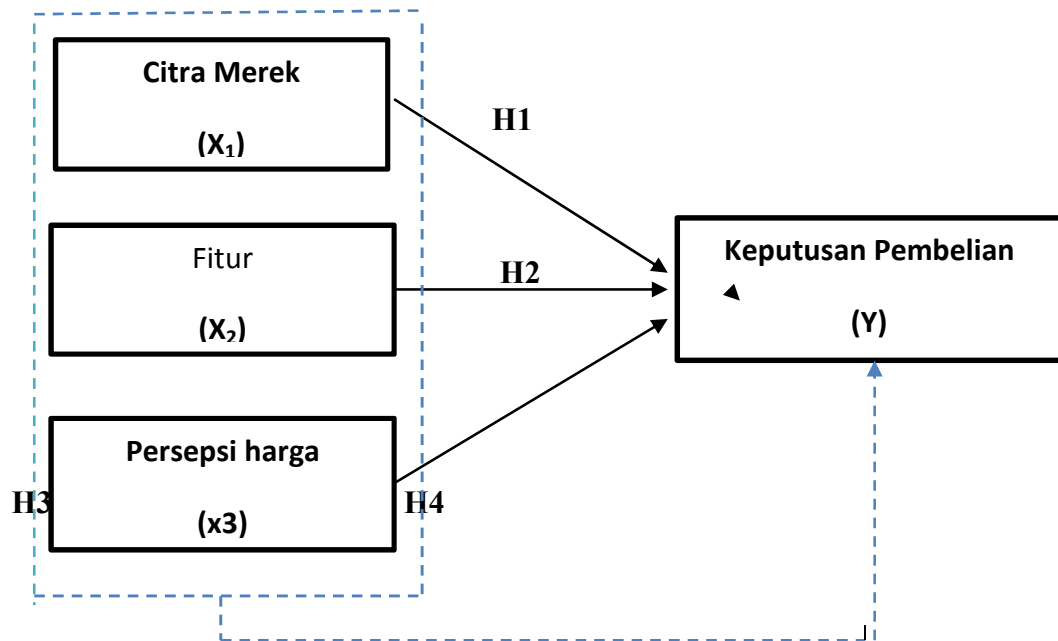 Citra Merek
(X₁)
H1
Fitur
(X₂)
H2
Keputusan Pembelian
(Y)
Persepsi harga
(x3)
H3
H4